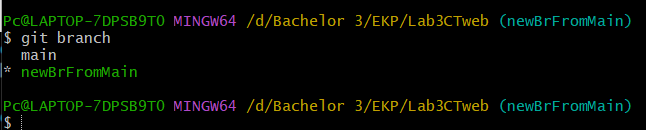 Pc@LAPTOP-7DPSB9T0 MINGW64 /d/Bachelor 3/EKP/Lab3CTweb (newBrFromMain)
$ git branch
  main
* newBrFromMain
Pc@LAPTOP-7DPSB9T0 MINGW64 /d/Bachelor 3/EKP/Lab3CTweb (newBrFromMain)
$